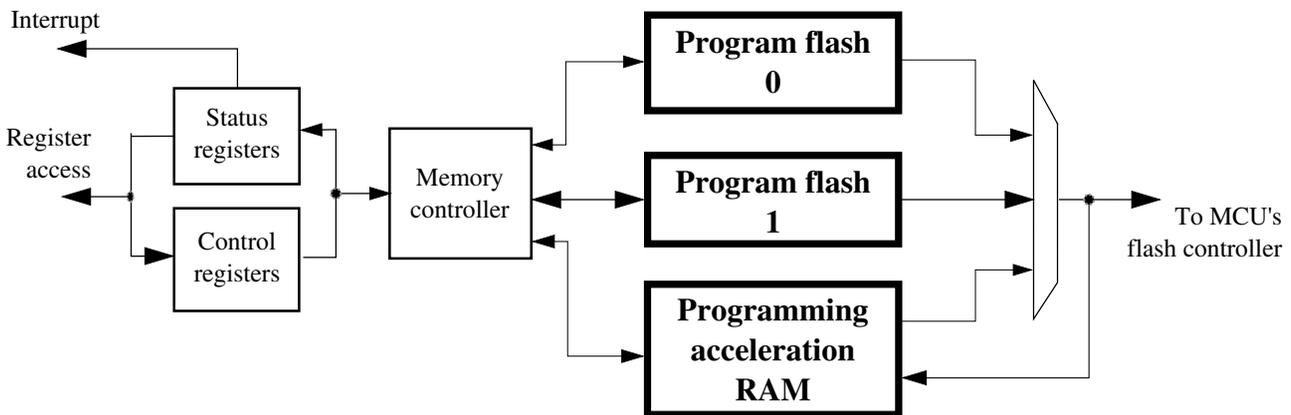 Interrupt
Register
access
Status
registers
Control
registers
Memory
controller
Program flash
0
Program flash
1
Programming
acceleration
RAM
To MCU's
flash controller